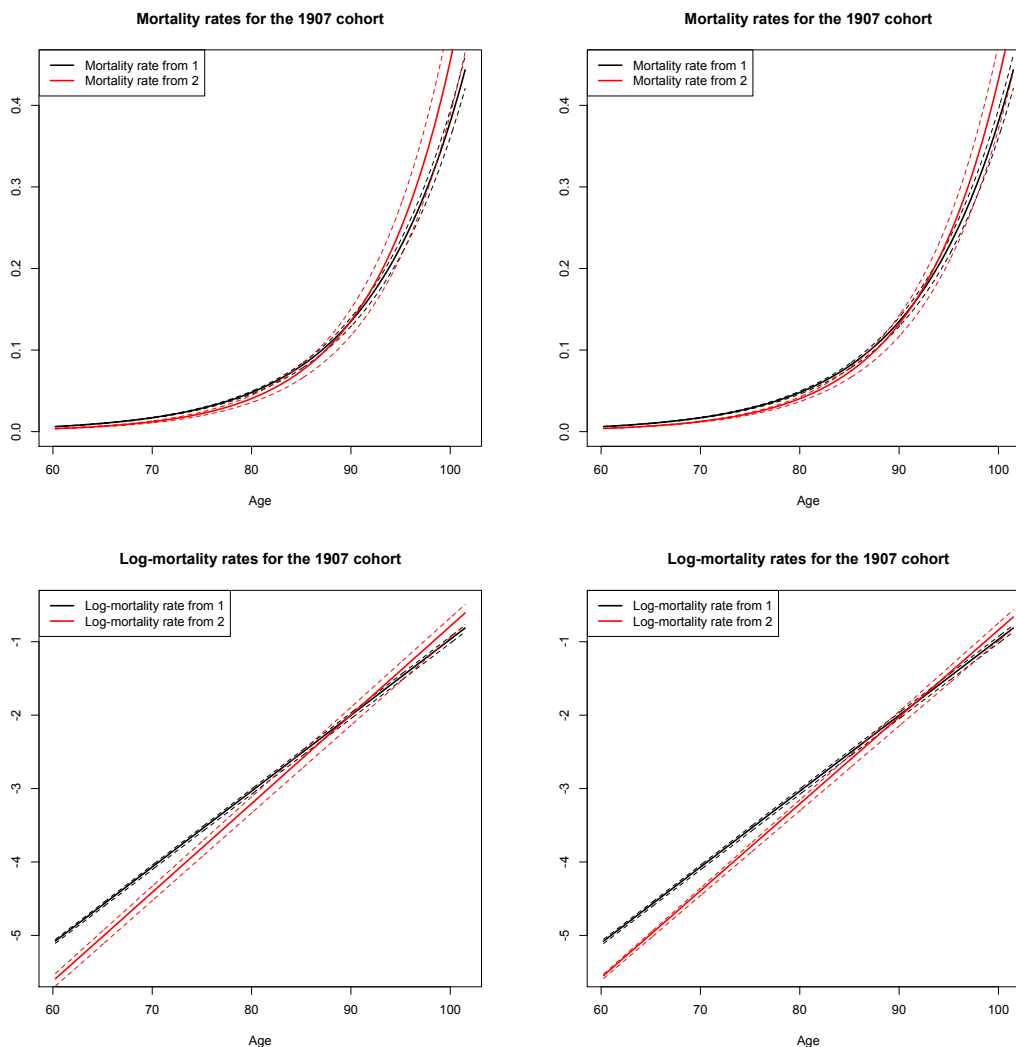 Mortality rates for the 1907 cohort
Mortality rate from 1
Mortality rate from 2
0.4
0.3
0.2
0.1
0.0
60 70 80 90 100
Age
Mortality rates for the 1907 cohort
Mortality rate from 1
Mortality rate from 2
0.4
0.3
0.2
0.1
0.0
60 70 80 90 100
Age
Log-mortality rates for the 1907 cohort
Log-mortality rate from 1
Log-mortality rate from 2
-1
-2
-3
-4
-5
60 70 80 90 100
Age
Log-mortality rates for the 1907 cohort
Log-mortality rate from 1
Log-mortality rate from 2
-1
-2
-3
-4
-5
60 70 80 90 100
Age